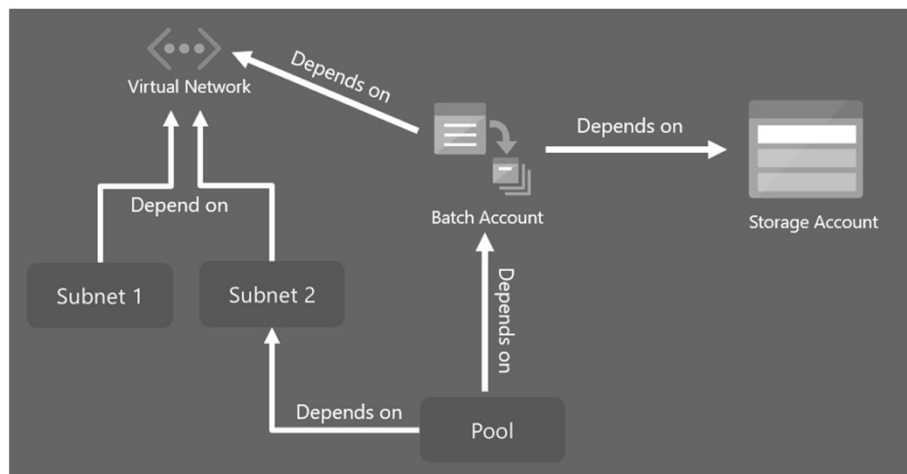 Depends on
Virtual Network
Depends on
Depend on
Batch Account
Storage Account
Subnet 1
Subnet 2
Depends on
Depends on
Pool